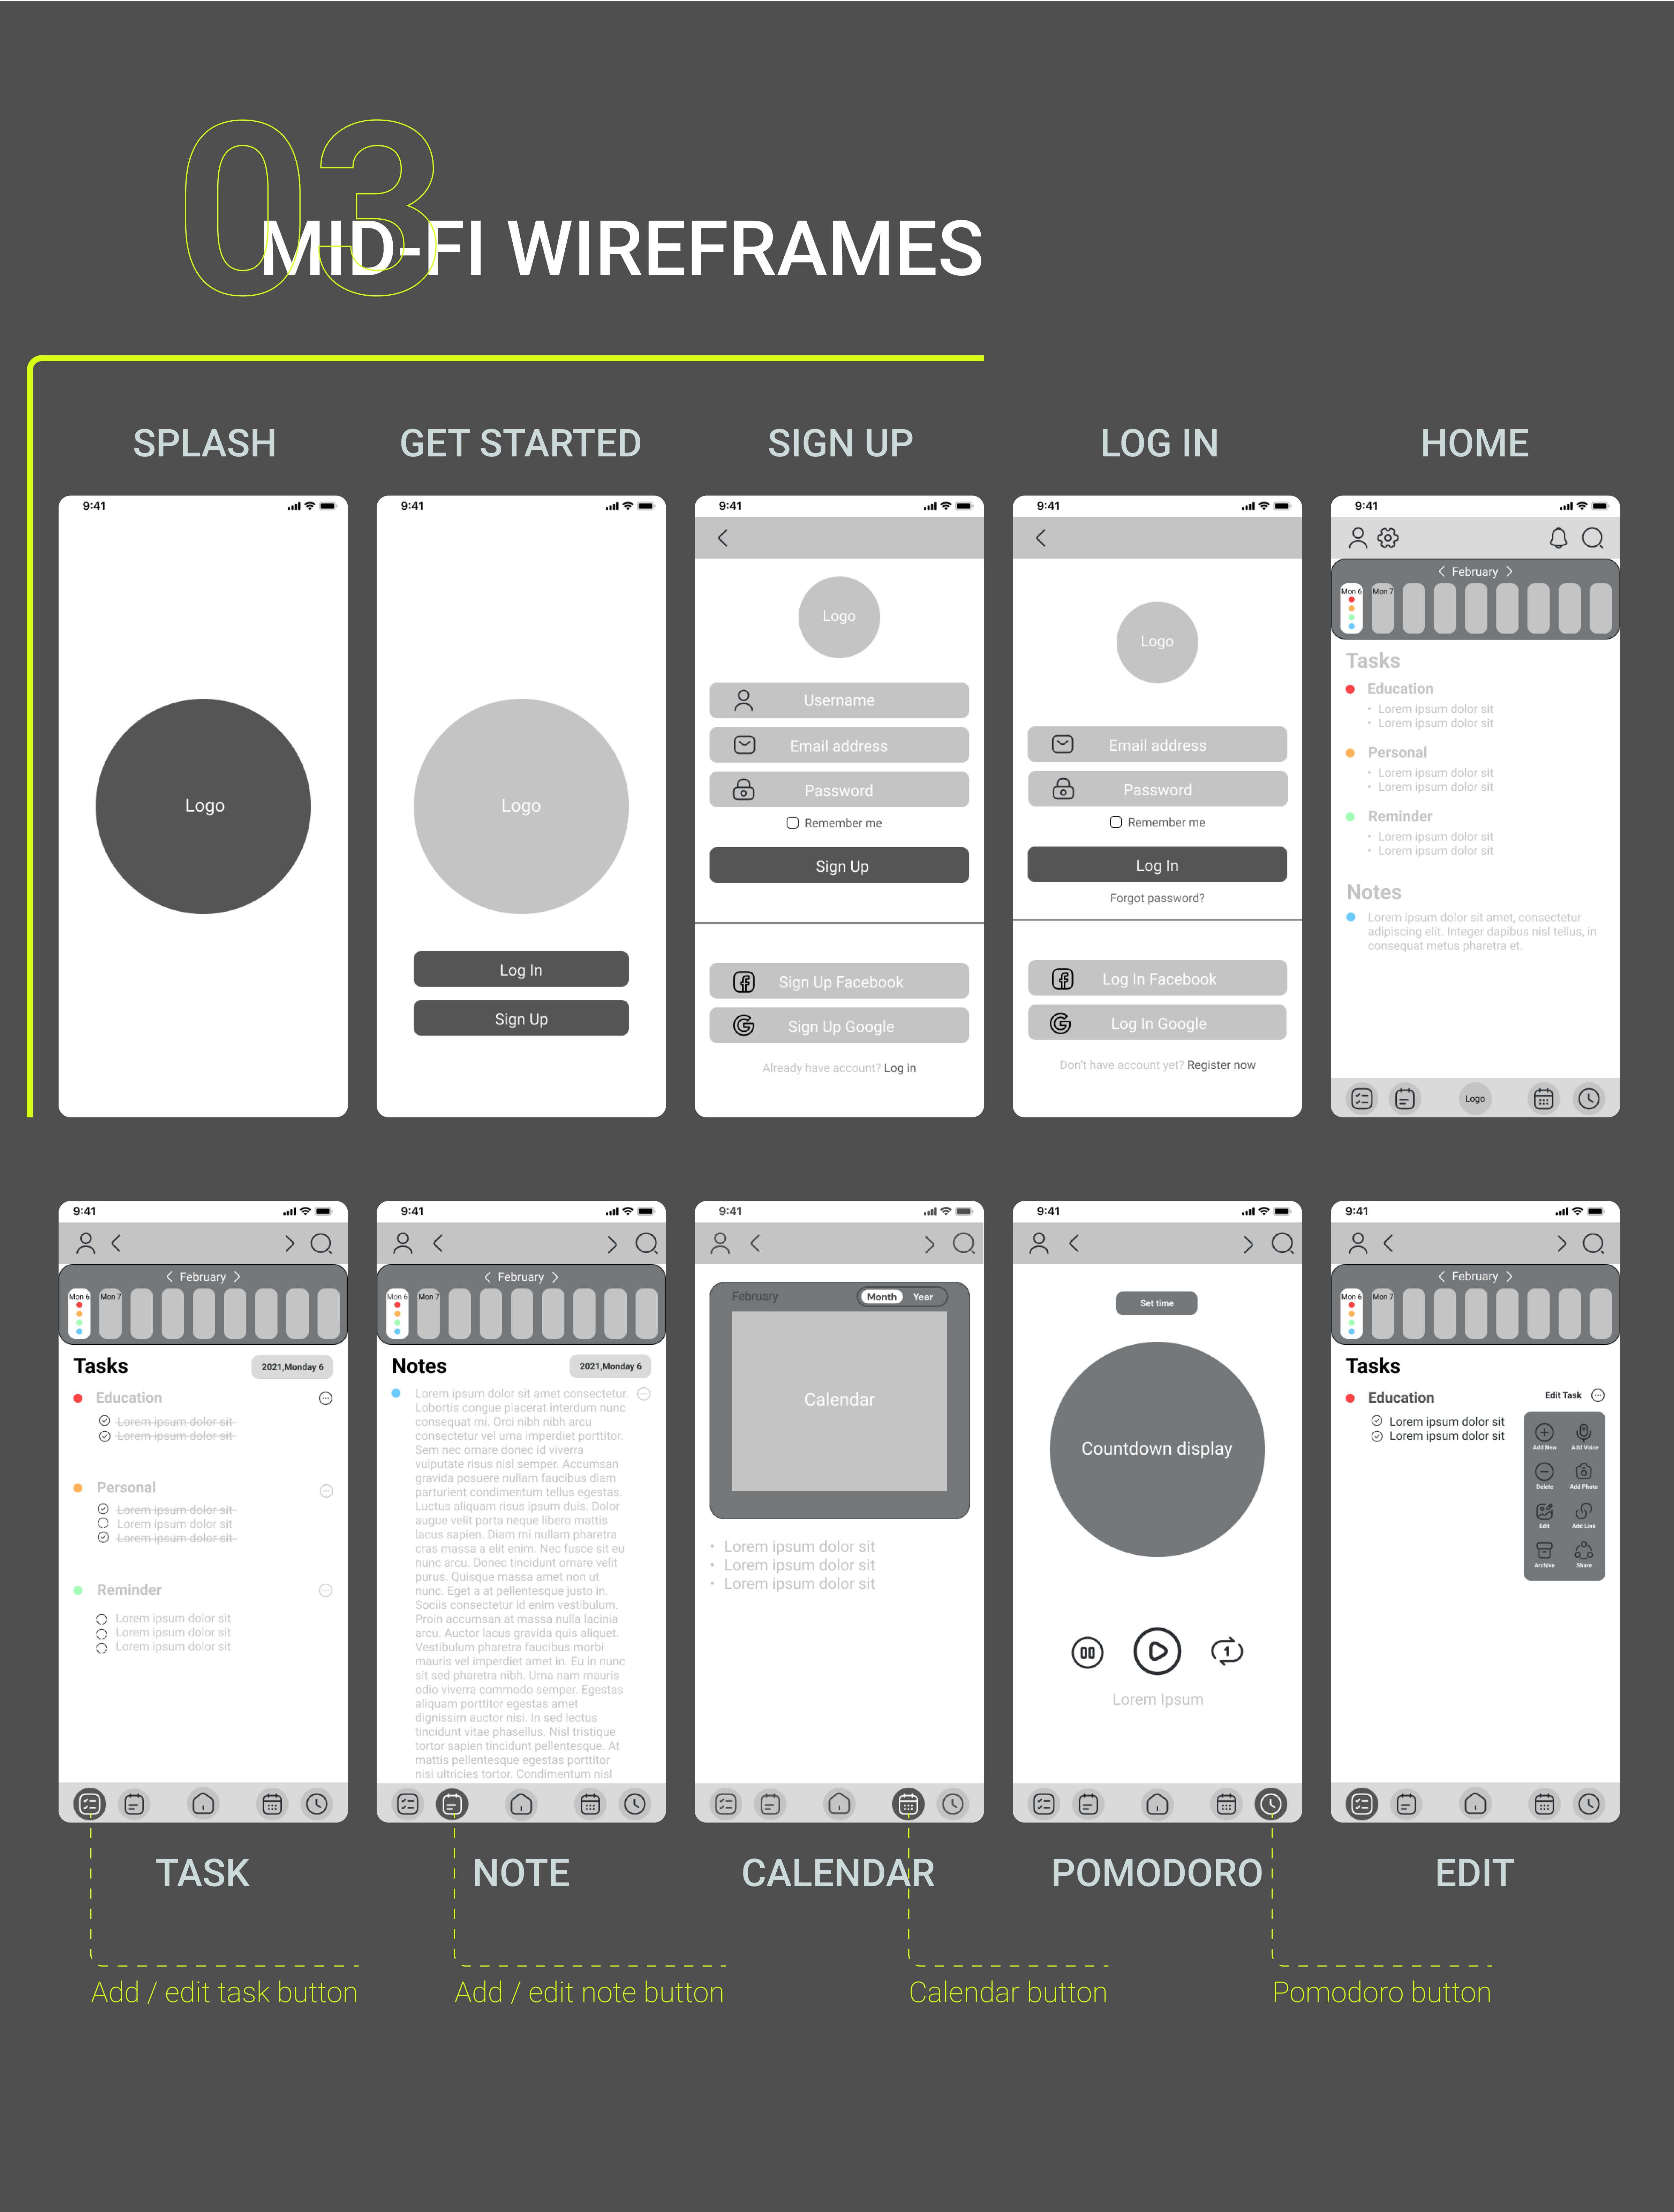 03
MID-FI WIREFRAMES
SPLASH
GET STARTED
SIGN UP
LOG IN
HOME
9:41
Logo
9:41
Logo
Log In
Sign Up
9:41
Logo
Username
Email address
Password
Remember me
Sign Up
Sign Up Facebook
Sign Up Google
Already have account? Log in
9:41
Logo
Email address
Password
Remember me
Log In
Forgot password?
Log In Facebook
Log In Google
Don't have account yet? Register now
9:41
February
Mon 6
Mon 7
Tasks
Education
• Lorem ipsum dolor sit
• Lorem ipsum dolor sit
Personal
• Lorem ipsum dolor sit
• Lorem ipsum dolor sit
Reminder
• Lorem ipsum dolor sit
• Lorem ipsum dolor sit
Notes
Lorem ipsum dolor sit amet, consectetur
adipiscing elit. Integer dapibus nisl tellus, in
consequat metus pharetra et.
Logo
9:41
February
Mon 6
Mon 7
Tasks
2021,Monday 6
Education
Lorem ipsum dolor sit
Lorem ipsum dolor sit
Personal
Lorem ipsum dolor sit
Lorem ipsum dolor sit
Lorem ipsum dolor sit
Reminder
Lorem ipsum dolor sit
Lorem ipsum dolor sit
Lorem ipsum dolor sit
9:41
February
Mon 6
Mon 7
Notes
2021,Monday 6
Lorem ipsum dolor sit amet consectetur.
Lobortis congue placerat interdum nunc
consequat mi. Orci nibh nibh arcu
consectetur vel urna imperdiet porttitor.
Sem nec ornare donec id viverra
vulputate risus nisl semper. Accumsan
gravida posuere nullam faucibus diam
parturient condimentum tellus egestas.
Luctus aliquam risus ipsum duis. Dolor
augue velit porta neque libero mattis
lacus sapien. Diam mi nullam pharetra
cras massa a elit enim. Nec fusce sit eu
nunc arcu. Donec tincidunt ornare velit
purus. Quisque massa amet non ut
nunc. Eget a at pellentesque justo in.
Sociis consectetur id enim vestibulum.
Proin accumsan at massa nulla lacinia
arcu. Auctor lacus gravida quis aliquet.
Vestibulum pharetra faucibus morbi
mauris vel imperdiet amet in. Eu in nunc
sit sed pharetra nibh. Urna nam mauris
odio viverra commodo semper. Egestas
aliquam porttitor egestas amet
dignissim auctor nisi. In sed lectus
tincidunt vitae phasellus. Nisl tristique
tortor sapien tincidunt pellentesque. At
mattis pellentesque egestas porttitor
nisi ultricies tortor. Condimentum nisl
9:41
February
Month
Year
Calendar
• Lorem ipsum dolor sit
• Lorem ipsum dolor sit
• Lorem ipsum dolor sit
9:41
Set time
Countdown display
1
Lorem Ipsum
9:41
February
Mon 6
Mon 7
Tasks
Education
Edit Task
Lorem ipsum dolor sit
Lorem ipsum dolor sit
Add New
Add Voice
Delete
Add Photo
Edit
Add Link
Archive
Share
TASK
NOTE
CALENDAR
POMODORO
EDIT
Add / edit task button
Add / edit note button
Calendar button
Pomodoro button